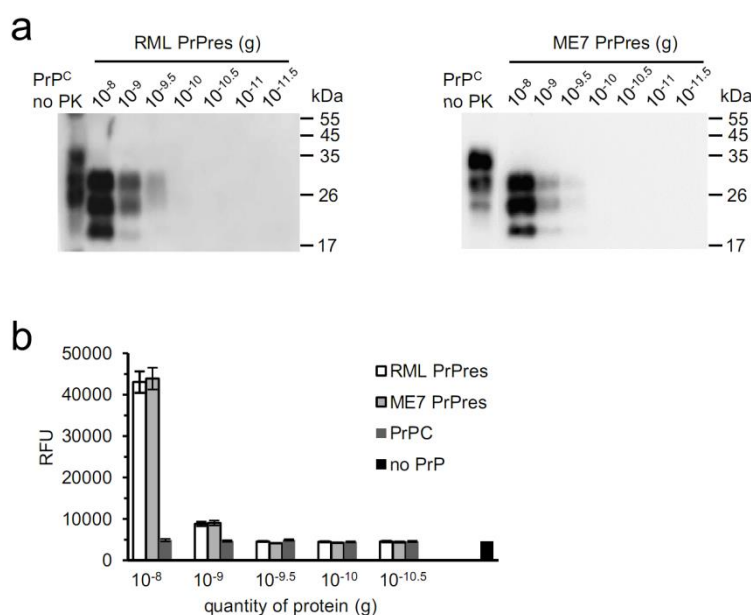 a
RML PrPres (g)
PrPC
no PK
10-8
10-9
10-9.5
10-10
10-10.5
10-11
10-11.5
kDa
55
45
35
26
17
ME7 PrPres (g)
PrPC
no PK
10-8
10-9
10-9.5
10-10
10-10.5
10-11
10-11.5
kDa
55
45
35
26
17
b
50000
40000
30000
20000
10000
0
RFU
RML PrPres
ME7 PrPres
PrPC
no PrP
10-8
10-9
10-9.5
10-10
10-10.5
quantity of protein (g)